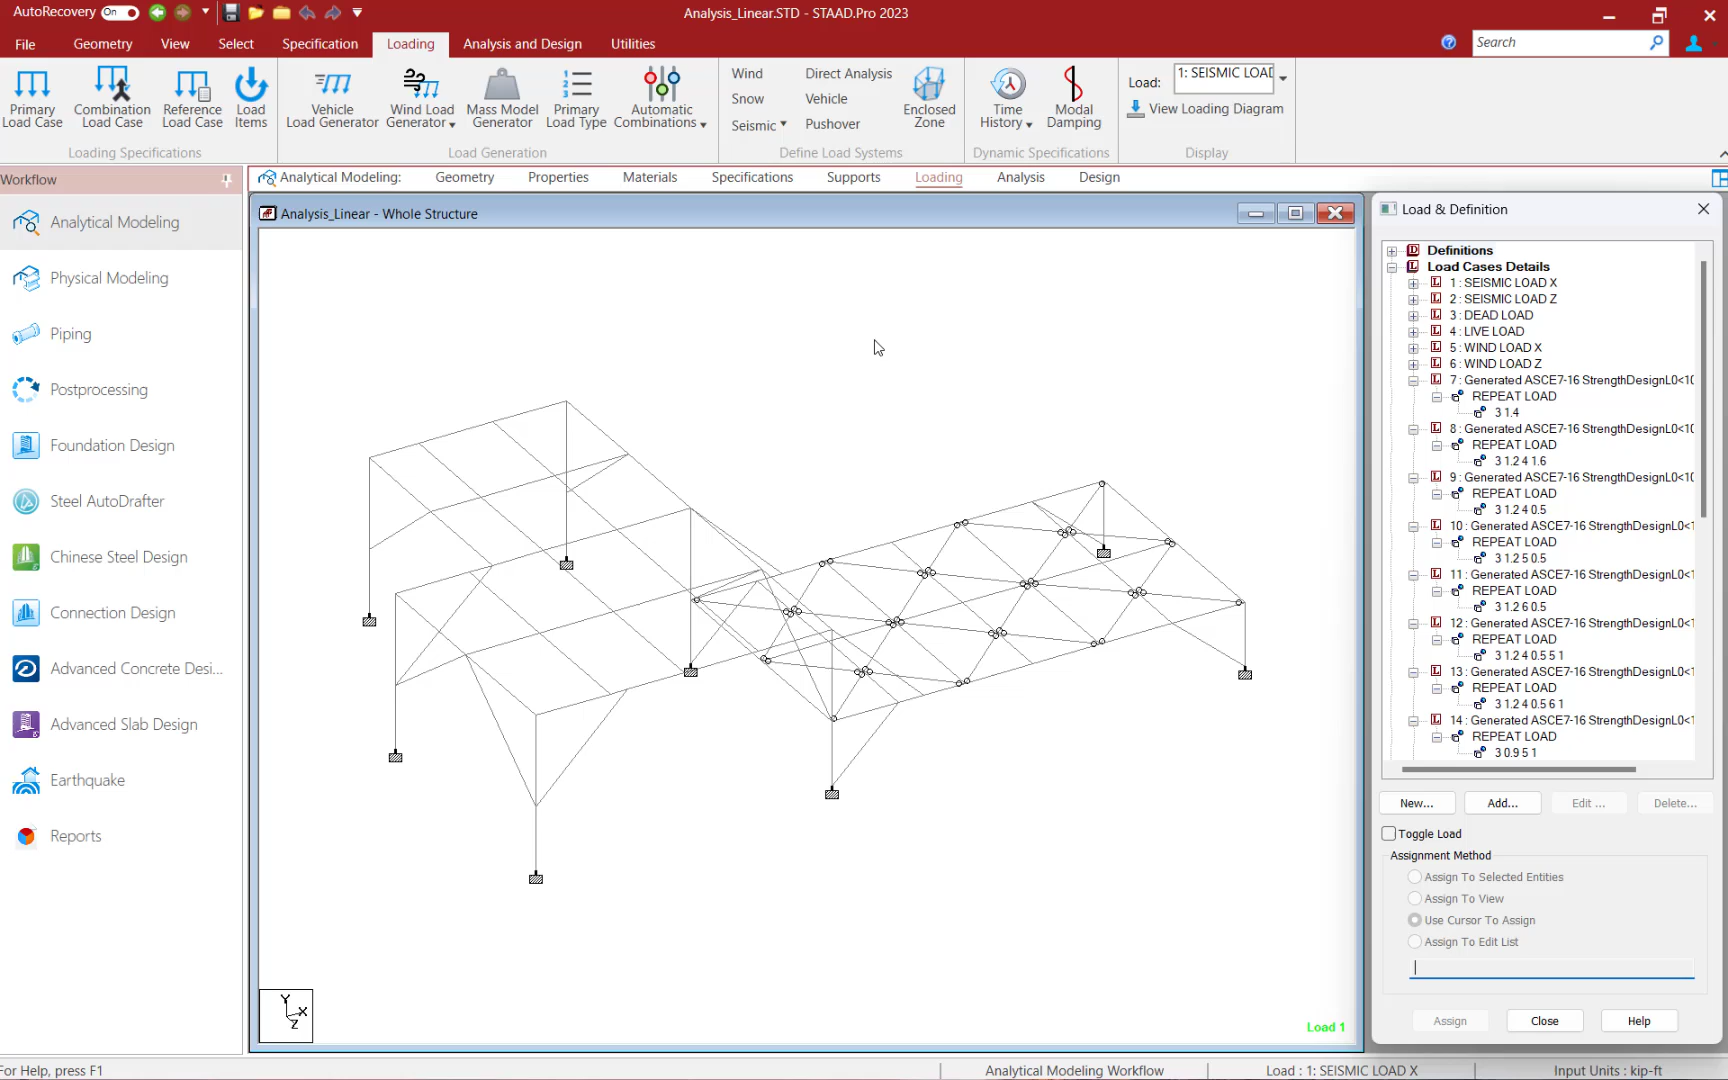 AutoRecovery On
Analysis_Linear.STD - STAAD.Pro 2023
File Geometry View Select Specification Loading Analysis and Design Utilities
Search
Primary Load Case
Combination Load Case
Reference Load Case
Load Items
Loading Specifications
Vehicle Load Generator
Wind Load Generator
Mass Model Generator
Primary Load Type
Automatic Combinations
Load Generation
Wind
Snow
Seismic
Direct Analysis
Vehicle
Pushover
Enclosed Zone
Define Load Systems
Time History
Modal Damping
Dynamic Specifications
Load: 1: SEISMIC LOAD
View Loading Diagram
Display
Workflow
Analytical Modeling
Physical Modeling
Piping
Postprocessing
Foundation Design
Steel AutoDrafter
Chinese Steel Design
Connection Design
Advanced Concrete Desi...
Advanced Slab Design
Earthquake
Reports
Analytical Modeling: Geometry Properties Materials Specifications Supports Loading Analysis Design
Analysis_Linear - Whole Structure
Y
X
Z
Load 1
Load & Definition
Definitions
Load Cases Details
1 : SEISMIC LOAD X
2 : SEISMIC LOAD Z
3 : DEAD LOAD
4 : LIVE LOAD
5 : WIND LOAD X
6 : WIND LOAD Z
7 : Generated ASCE7-16 StrengthDesignL0<10
REPEAT LOAD
3 1.4
8 : Generated ASCE7-16 StrengthDesignL0<10
REPEAT LOAD
3 1.2 4 1.6
9 : Generated ASCE7-16 StrengthDesignL0<10
REPEAT LOAD
3 1.2 4 0.5
10 : Generated ASCE7-16 StrengthDesignL0<1
REPEAT LOAD
3 1.2 5 0.5
11 : Generated ASCE7-16 StrengthDesignL0<1
REPEAT LOAD
3 1.2 6 0.5
12 : Generated ASCE7-16 StrengthDesignL0<1
REPEAT LOAD
3 1.2 4 0.5 5 1
13 : Generated ASCE7-16 StrengthDesignL0<1
REPEAT LOAD
3 1.2 4 0.5 6 1
14 : Generated ASCE7-16 StrengthDesignL0<1
REPEAT LOAD
3 0.9 5 1
New... Add... Edit ... Delete...
Toggle Load
Assignment Method
Assign To Selected Entities
Assign To View
Use Cursor To Assign
Assign To Edit List
Assign Close Help
For Help, press F1
Analytical Modeling Workflow
Load : 1: SEISMIC LOAD X
Input Units : kip-ft